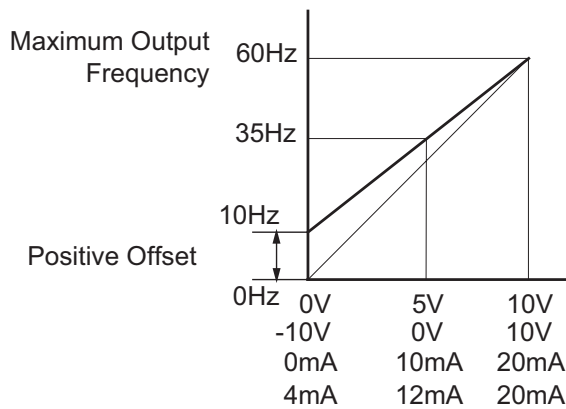 Maximum Output
Frequency
60Hz
35Hz
10Hz
Positive Offset
0Hz
0V 5V 10V
-10V 0V 10V
0mA 10mA 20mA
4mA 12mA 20mA